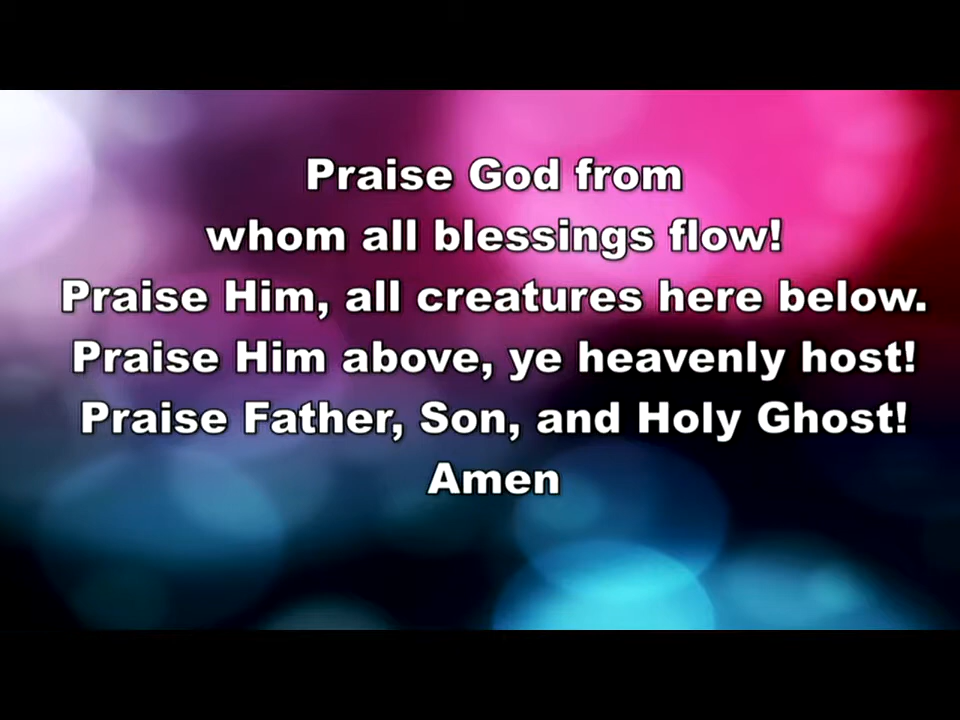 Praise God from
whom all blessings flow!
Praise Him, all creatures here below.
Praise Him above, ye heavenly host!
Praise Father, Son, and Holy Ghost!
Amen